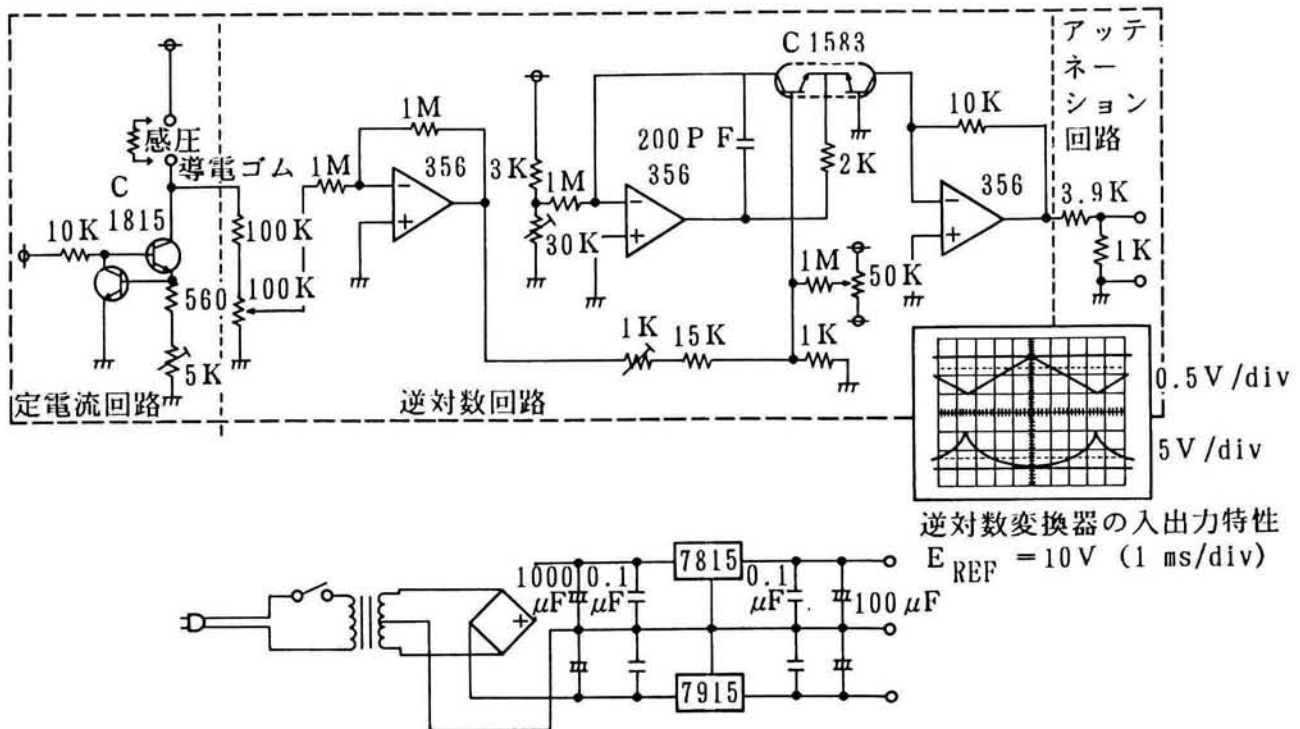 アッテ
ネー
ション
回路
C 1583
1M
10K
200PF
感圧
導電ゴム
1M
356
3K
1M
356
2K
356
3.9K
C
1815
10K
100K
30K
1M
50K
1K
560
100K
1K
15K
1K
5K
定電流回路
逆対数回路
0.5V/div
5V/div
逆対数変換器の入出力特性
E REF = 10V (1 ms/div)
1000
μF
0.1
μF
7815
0.1
μF
100μF
+
7915